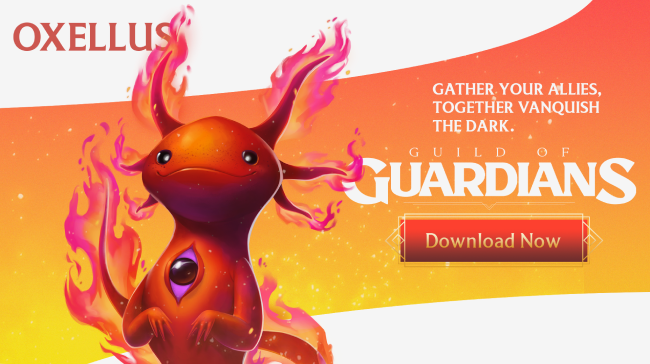 OXELLUS
GATHER YOUR ALLIES,
TOGETHER VANQUISH
THE DARK.
GUILD OF
GUARDIANS
Download Now